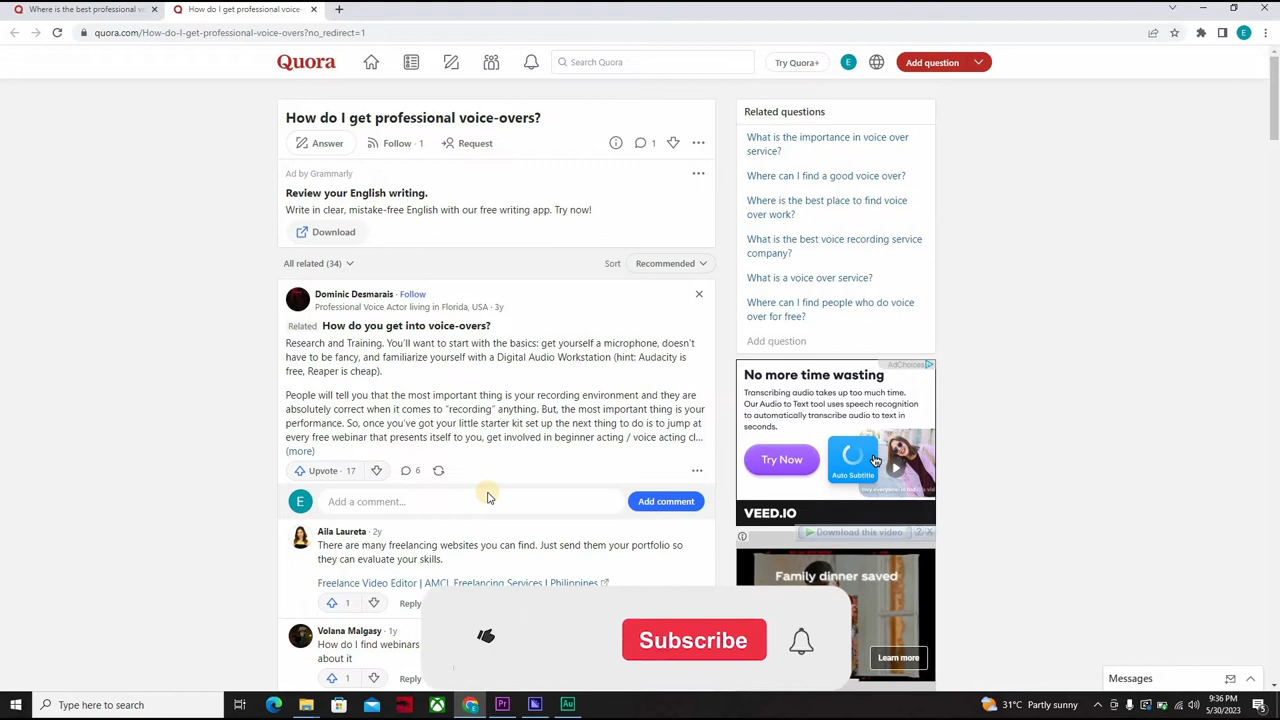 Where is the best professional vo
How do I get professional voice-
quora.com/How-do-I-get-professional-voice-overs?no_redirect=1
E
Quora
Search Quora
Try Quora+
E
Add question
How do I get professional voice-overs?
Answer
Follow · 1
Request
1
Ad by Grammarly
Review your English writing.
Write in clear, mistake-free English with our free writing app. Try now!
Download
All related (34)
Sort
Recommended
Dominic Desmarais · Follow
Professional Voice Actor living in Florida, USA · 3y
Related How do you get into voice-overs?
Research and Training. You'll want to start with the basics: get yourself a microphone, doesn't
have to be fancy, and familiarize yourself with a Digital Audio Workstation (hint: Audacity is
free, Reaper is cheap).
People will tell you that the most important thing is your recording environment and they are
absolutely correct when it comes to "recording" anything. But, the most important thing is your
performance. So, once you've got your little starter kit set up the next thing to do is to jump at
every free webinar that presents itself to you, get involved in beginner acting / voice acting cl...
(more)
Upvote · 17
6
E
Add a comment...
Add comment
Aila Laureta · 2y
There are many freelancing websites you can find. Just send them your portfolio so
they can evaluate your skills.
Freelance Video Editor | AMCL Freelancing Services | Philippines
1
Reply
Volana Malgasy · 1y
How do I find webinars
about it
1
Reply
Related questions
What is the importance in voice over
service?
Where can I find a good voice over?
Where is the best place to find voice
over work?
What is the best voice recording service
company?
What is a voice over service?
Where can I find people who do voice
over for free?
Add question
AdChoices
No more time wasting
Transcribing audio takes up too much time.
Our Audio to Text tool uses speech recognition
to automatically transcribe audio to text in
seconds.
Try Now
Auto Subtitle
VEED.IO
Download this video
? X
Family dinner saved
Learn more
Subscribe
Messages
Type here to search
Pr
Au
31°C Partly sunny
9:36 PM
5/30/2023